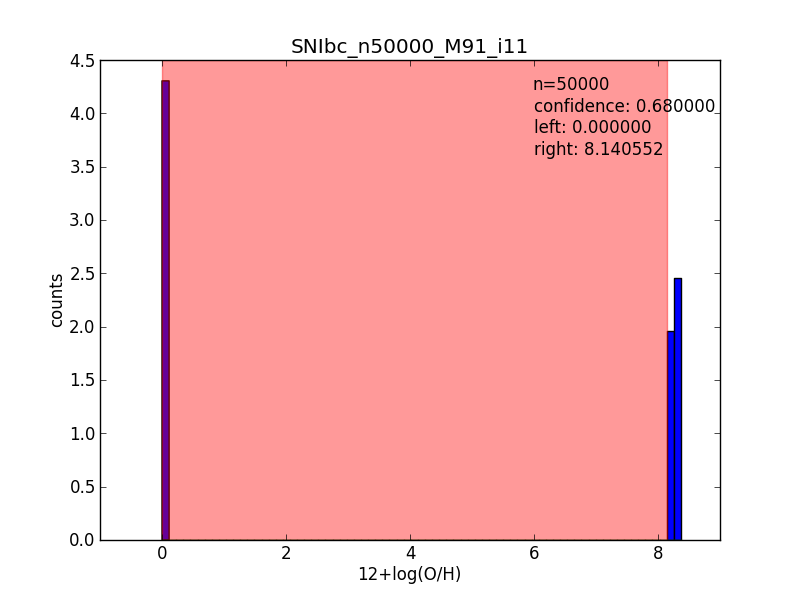 SNIbc_n50000_M91_i11
n=50000
confidence: 0.680000
left: 0.000000
right: 8.140552
4.5
4.0
3.5
3.0
2.5
2.0
1.5
1.0
0.5
0.0
counts
0 2 4 6 8
12+log(O/H)